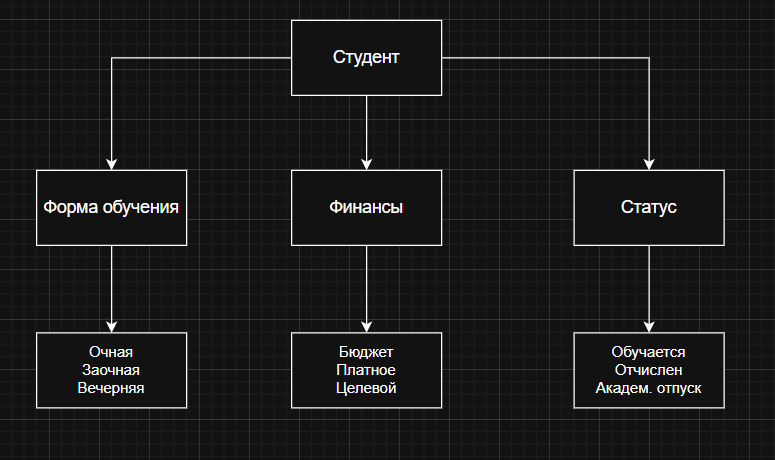 Студент
Форма обучения
Финансы
Статус
Очная
Заочная
Вечерняя
Бюджет
Платное
Целевой
Обучается
Отчислен
Академ. отпуск